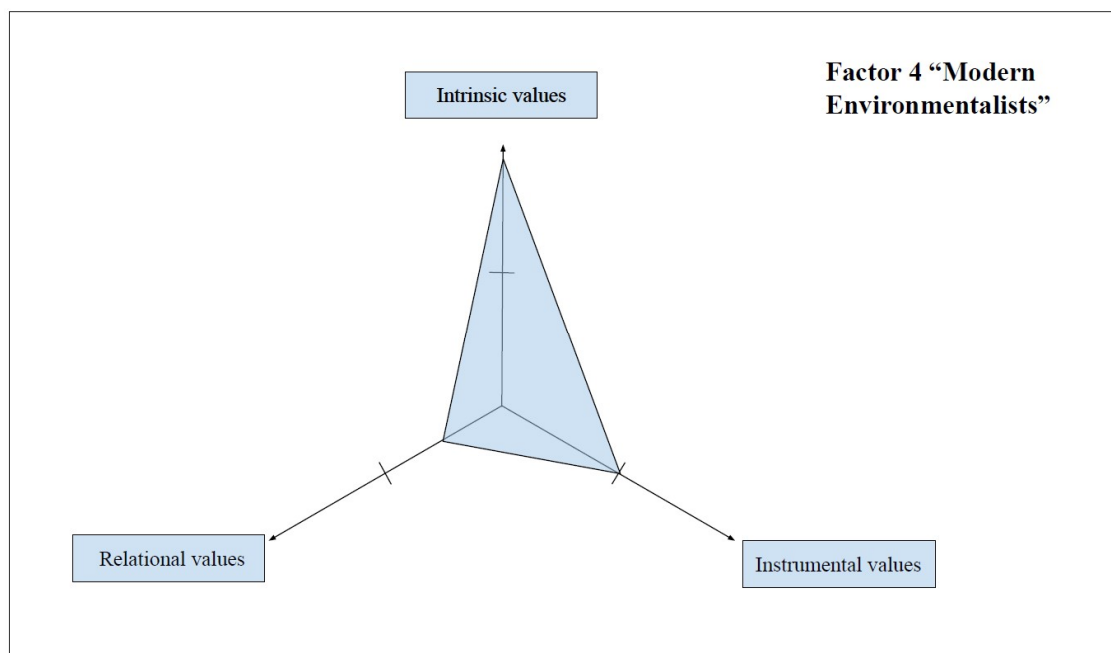 Factor 4 “Modern
Environmentalists”
Intrinsic values
Relational values
Instrumental values